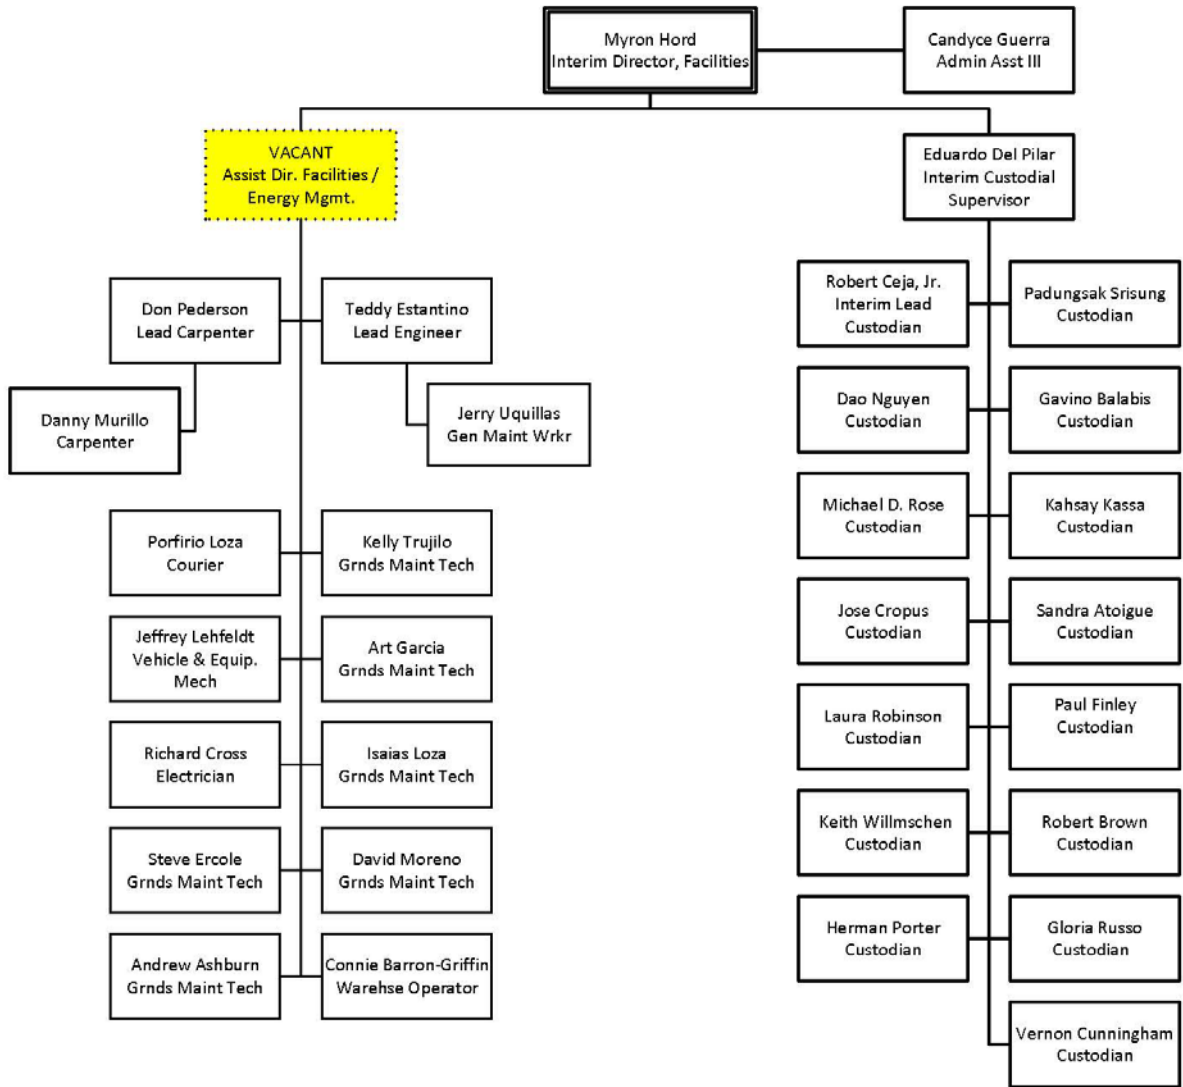 Myron Hord
Interim Director, Facilities
Candyce Guerra
Admin Asst III
VACANT
Assist Dir. Facilities /
Energy Mgmt.
Eduardo Del Pilar
Interim Custodial
Supervisor
Don Pederson
Lead Carpenter
Teddy Estantino
Lead Engineer
Danny Murillo
Carpenter
Jerry Uquillas
Gen Maint Wrkr
Porfirio Loza
Courier
Kelly Trujilo
Grnds Maint Tech
Jeffrey Lehfeldt
Vehicle & Equip.
Mech
Art Garcia
Grnds Maint Tech
Richard Cross
Electrician
Isaias Loza
Grnds Maint Tech
Steve Ercole
Grnds Maint Tech
David Moreno
Grnds Maint Tech
Andrew Ashburn
Grnds Maint Tech
Connie Barron-Griffin
Warehse Operator
Robert Ceja, Jr.
Interim Lead
Custodian
Padungsak Srisung
Custodian
Dao Nguyen
Custodian
Gavino Balabis
Custodian
Michael D. Rose
Custodian
Kahsay Kassa
Custodian
Jose Cropus
Custodian
Sandra Atoigue
Custodian
Laura Robinson
Custodian
Paul Finley
Custodian
Keith Willmschen
Custodian
Robert Brown
Custodian
Herman Porter
Custodian
Gloria Russo
Custodian
Vernon Cunningham
Custodian